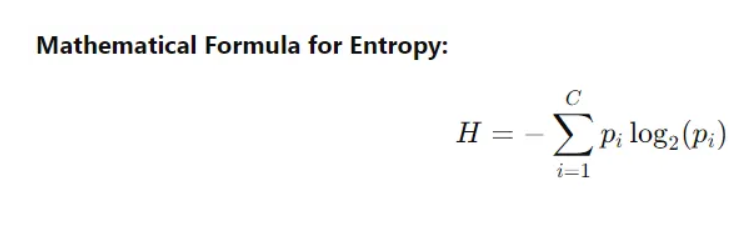 Mathematical Formula for Entropy:
H = − ∑_{i=1}^{C} p_i log_2(p_i)